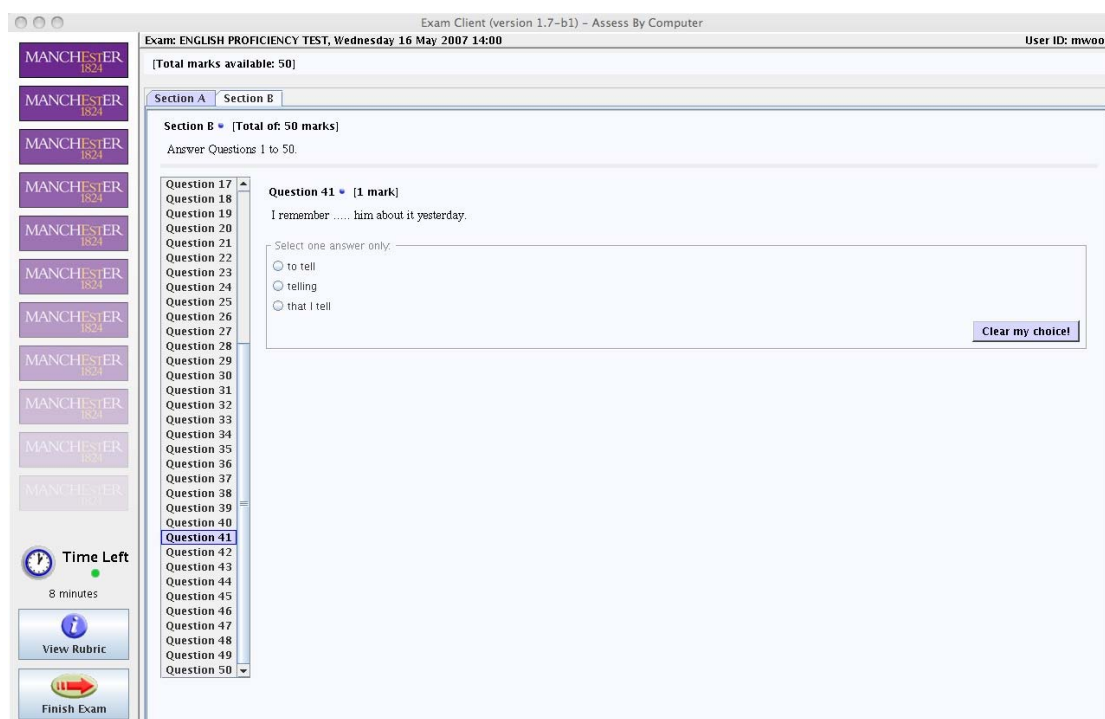 Exam Client (version 1.7-b1) – Assess By Computer
Exam: ENGLISH PROFICIENCY TEST, Wednesday 16 May 2007 14:00
User ID: mwoo
[Total marks available: 50]
Section A
Section B
Section B [Total of: 50 marks]
Answer Questions 1 to 50.
MANCHESTER
1824
MANCHESTER
1824
MANCHESTER
1824
MANCHESTER
1824
MANCHESTER
1824
MANCHESTER
1824
MANCHESTER
1824
MANCHESTER
1824
MANCHESTER
1824
MANCHESTER
1824
MANCHESTER
1824
Time Left
8 minutes
View Rubric
Finish Exam
Question 17
Question 18
Question 19
Question 20
Question 21
Question 22
Question 23
Question 24
Question 25
Question 26
Question 27
Question 28
Question 29
Question 30
Question 31
Question 32
Question 33
Question 34
Question 35
Question 36
Question 37
Question 38
Question 39
Question 40
Question 41
Question 42
Question 43
Question 44
Question 45
Question 46
Question 47
Question 48
Question 49
Question 50
Question 41 [1 mark]
I remember ..... him about it yesterday.
Select one answer only:
to tell
telling
that I tell
Clear my choice!